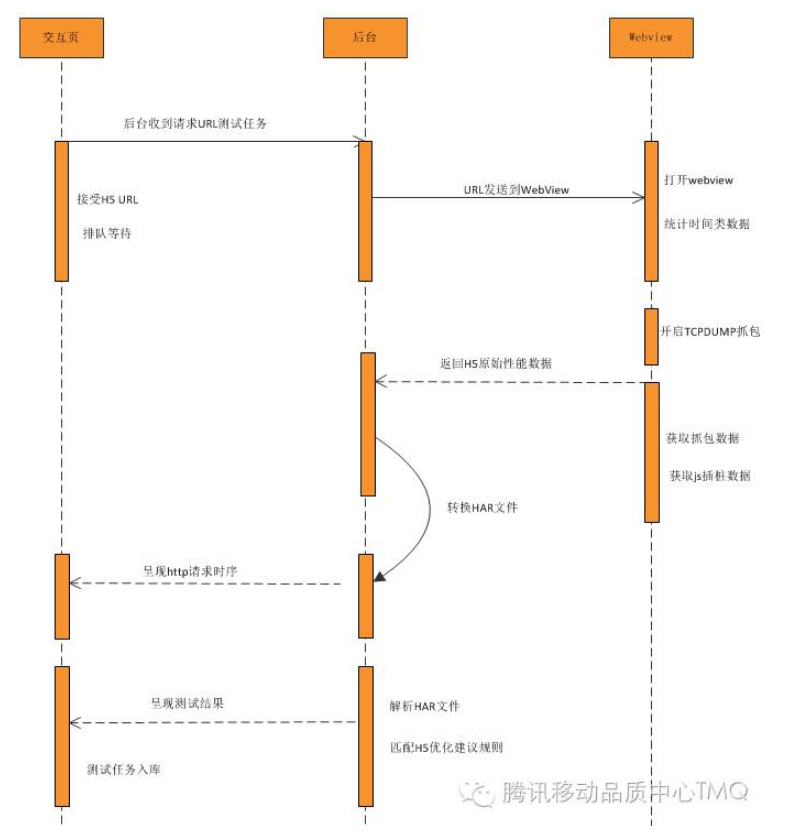 交互页
后台
Webview
后台收到请求URL测试任务
接受H5 URL
排队等待
URL发送到WebView
打开webview
统计时间类数据
开启TCPDUMP抓包
返回H5原始性能数据
获取抓包数据
获取js插桩数据
转换HAR文件
呈现http请求时序
呈现测试结果
解析HAR文件
匹配H5优化建议规则
测试任务入库
腾讯移动品质中心TMQ